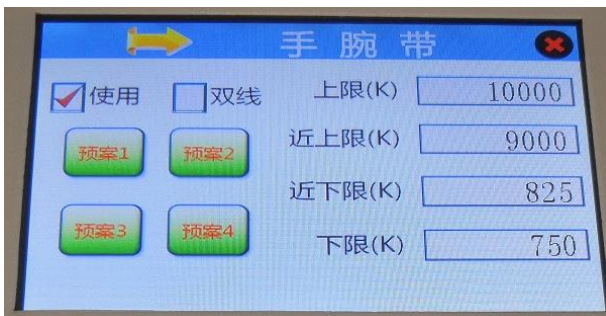 手腕带
使用 双线 上限(K) 10000
预案1 预案2 近上限(K) 9000
近下限(K) 825
预案3 预案4 下限(K) 750